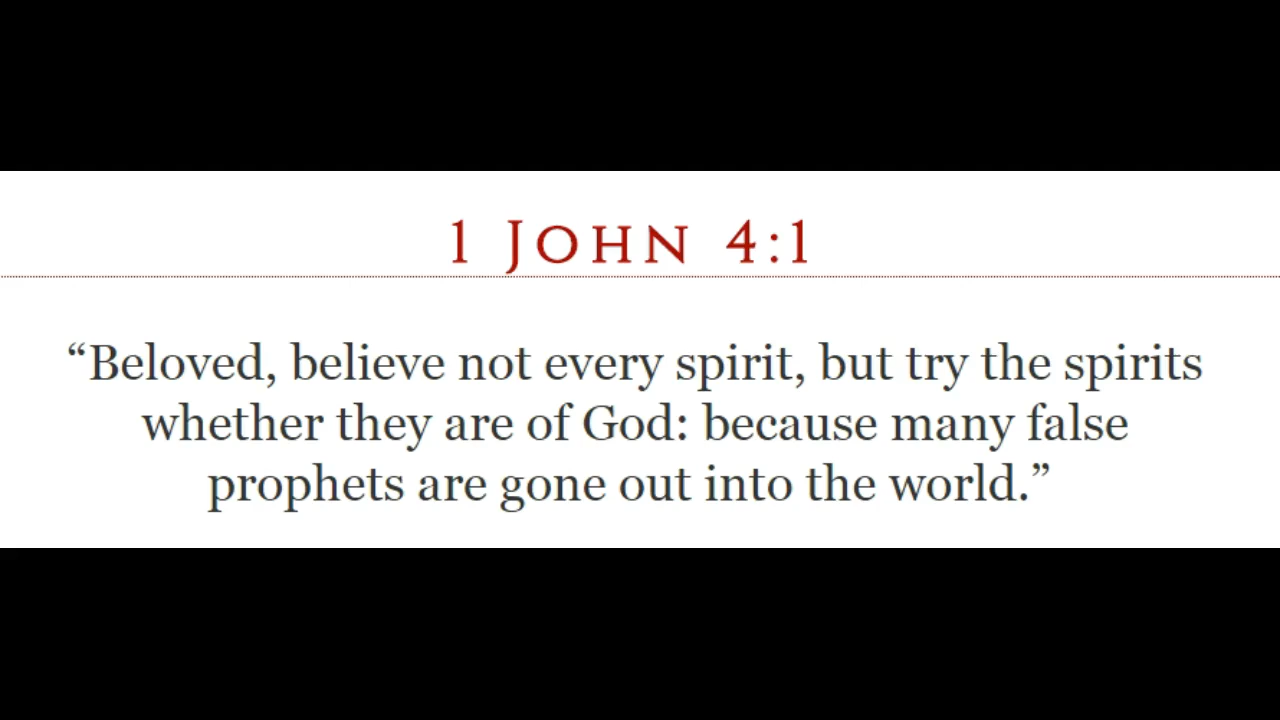 1 John 4:1
“Beloved, believe not every spirit, but try the spirits
whether they are of God: because many false
prophets are gone out into the world.”